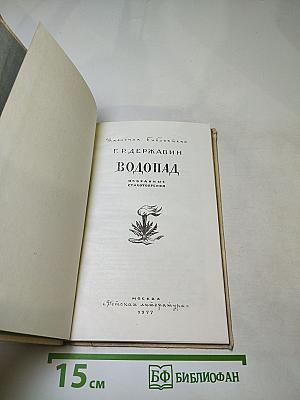 Школьная библиотека
Г. Р. ДЕРЖАВИН
ВОДОПАД
ИЗБРАННЫЕ
СТИХОТВОРЕНИЯ
МОСКВА
«Детская литература»
1977
15 см
БФ БИБЛИОФАН